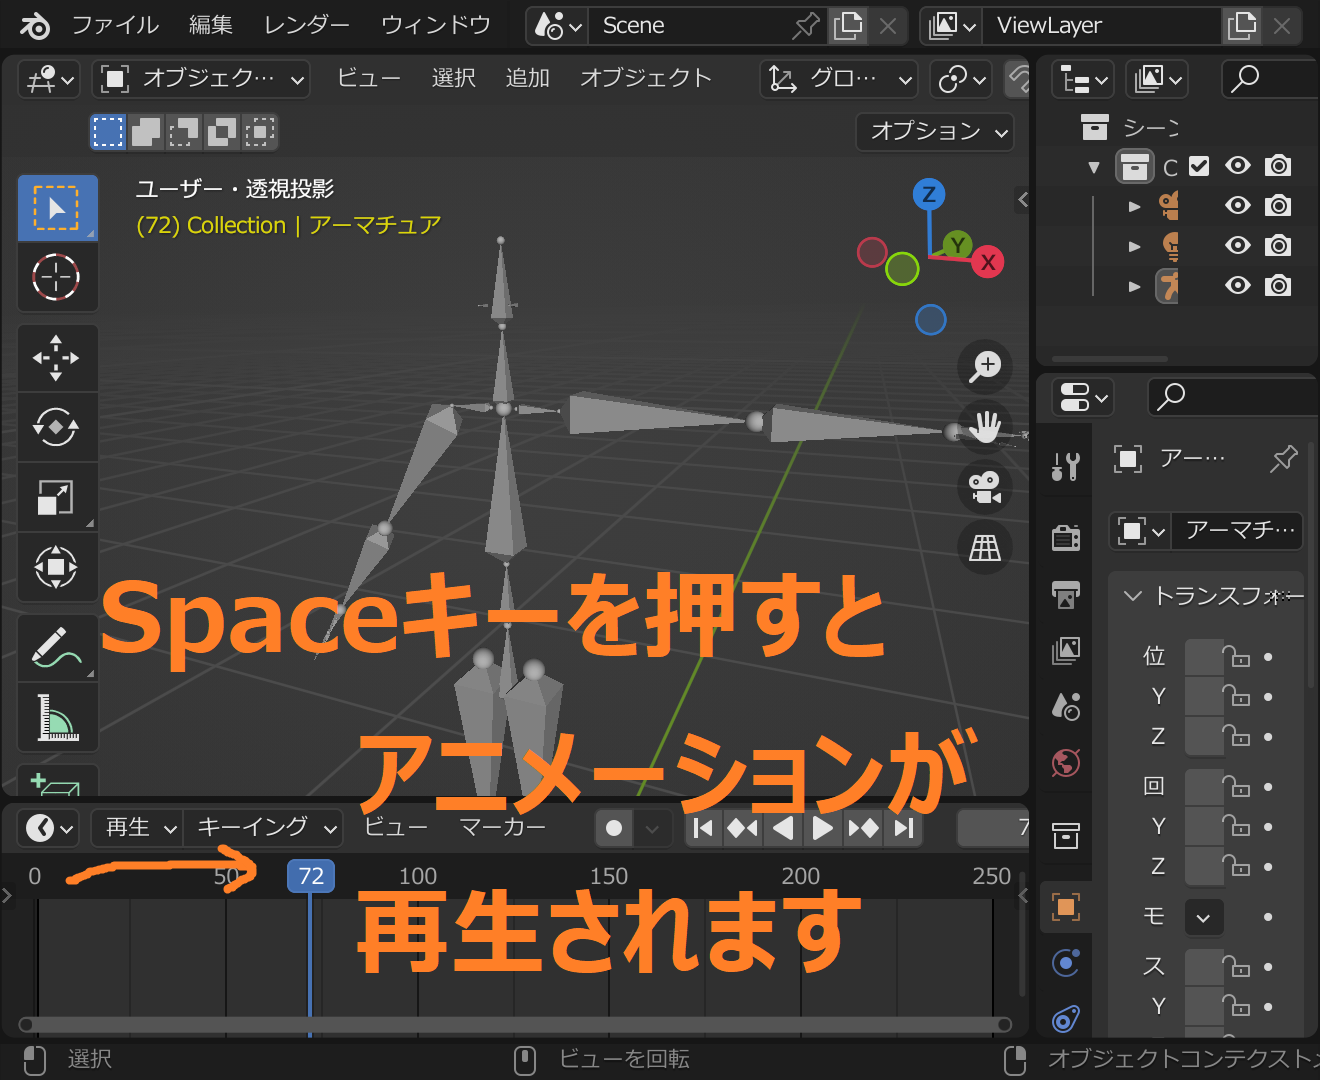 ファイル 編集 レンダー ウィンドウ Scene ViewLayer
オブジェク… ビュー 選択 追加 オブジェクト グロ…
オプション
シーン
C
ユーザー・透視投影
(72) Collection | アーマチュア
Z
Y
X
アー…
アーマチ…
トランスフォー
Spaceキーを押すと
位
Y
Z
アニメーションが
回
Y
Z
再生 キーイング ビュー マーカー 7
0 50 72 100 150 200 250
再生されます
モ
ス
Y
選択 ビューを回転 オブジェクトコンテクスト